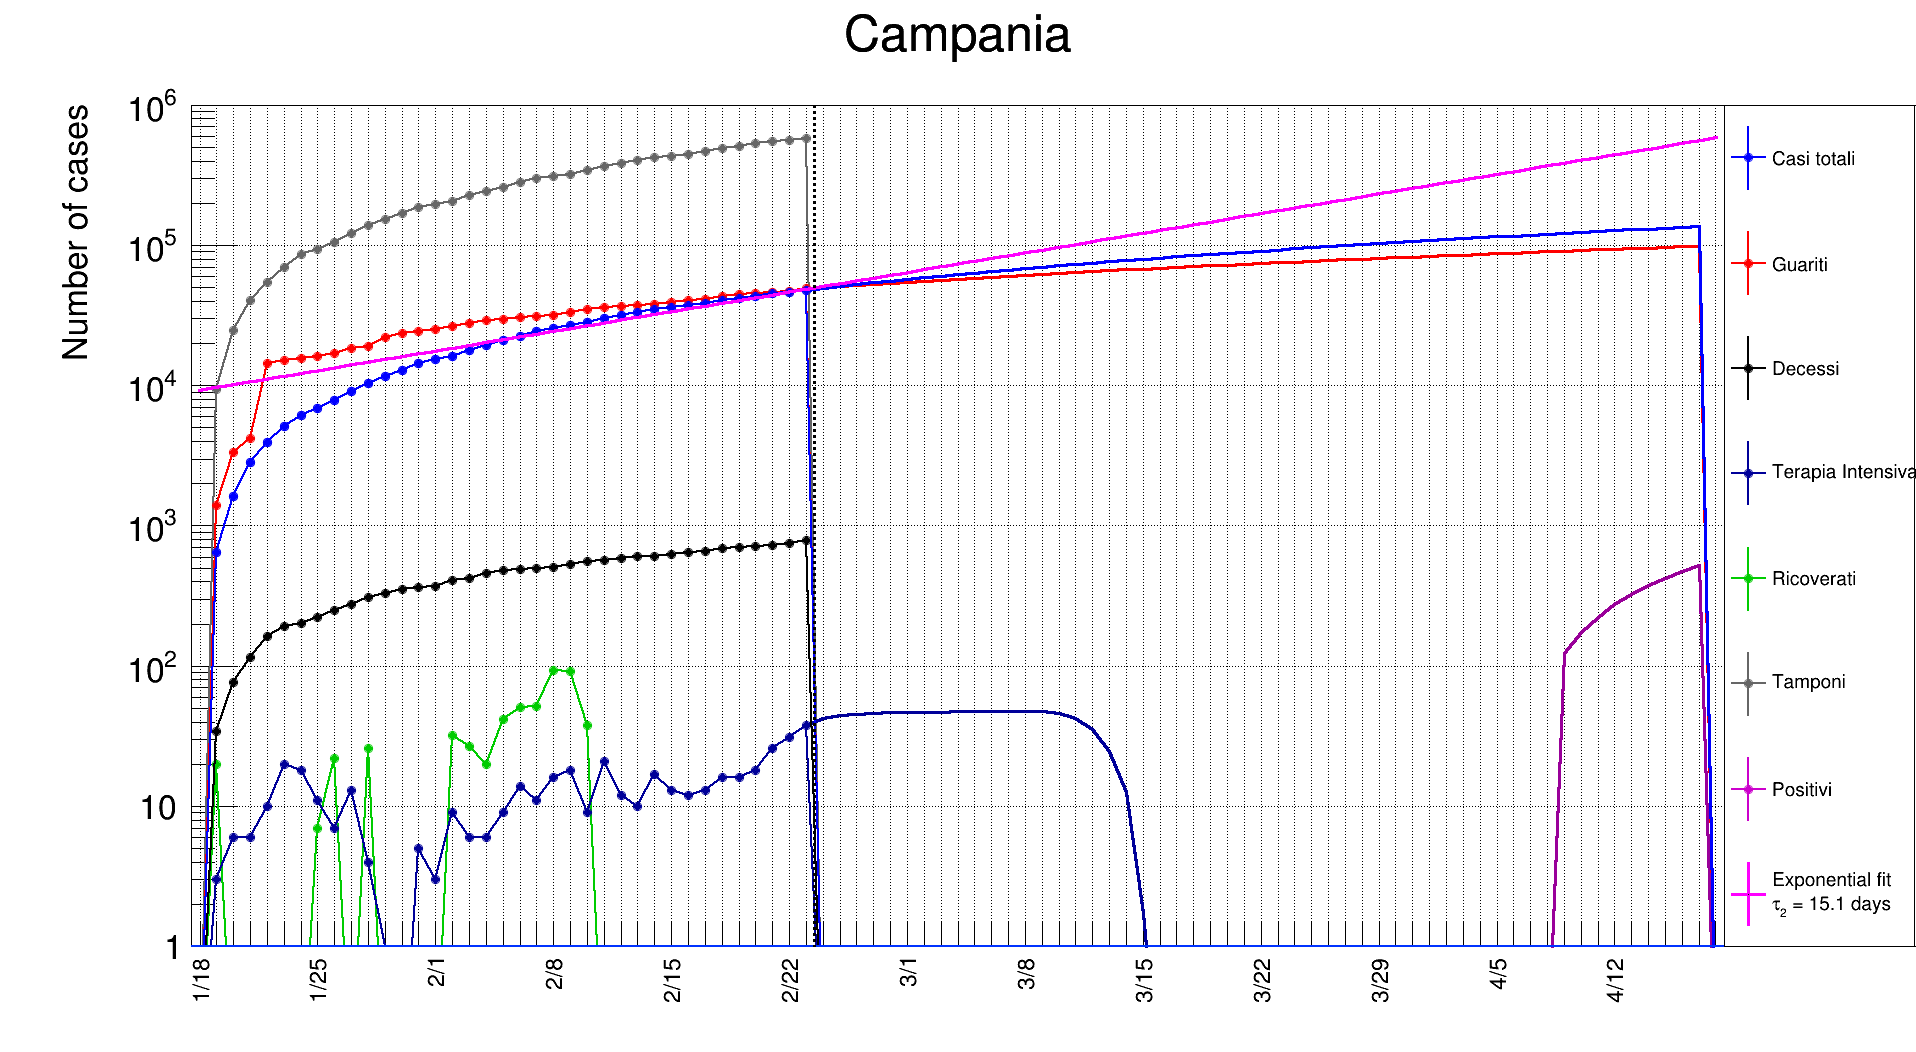 Campania
Number of cases
10^6
10^5
10^4
10^3
10^2
10
1
1/18
1/25
2/1
2/8
2/15
2/22
3/1
3/8
3/15
3/22
3/29
4/5
4/12
Casi totali
Guariti
Decessi
Terapia Intensiva
Ricoverati
Tamponi
Positivi
Exponential fit
τ₂ = 15.1 days